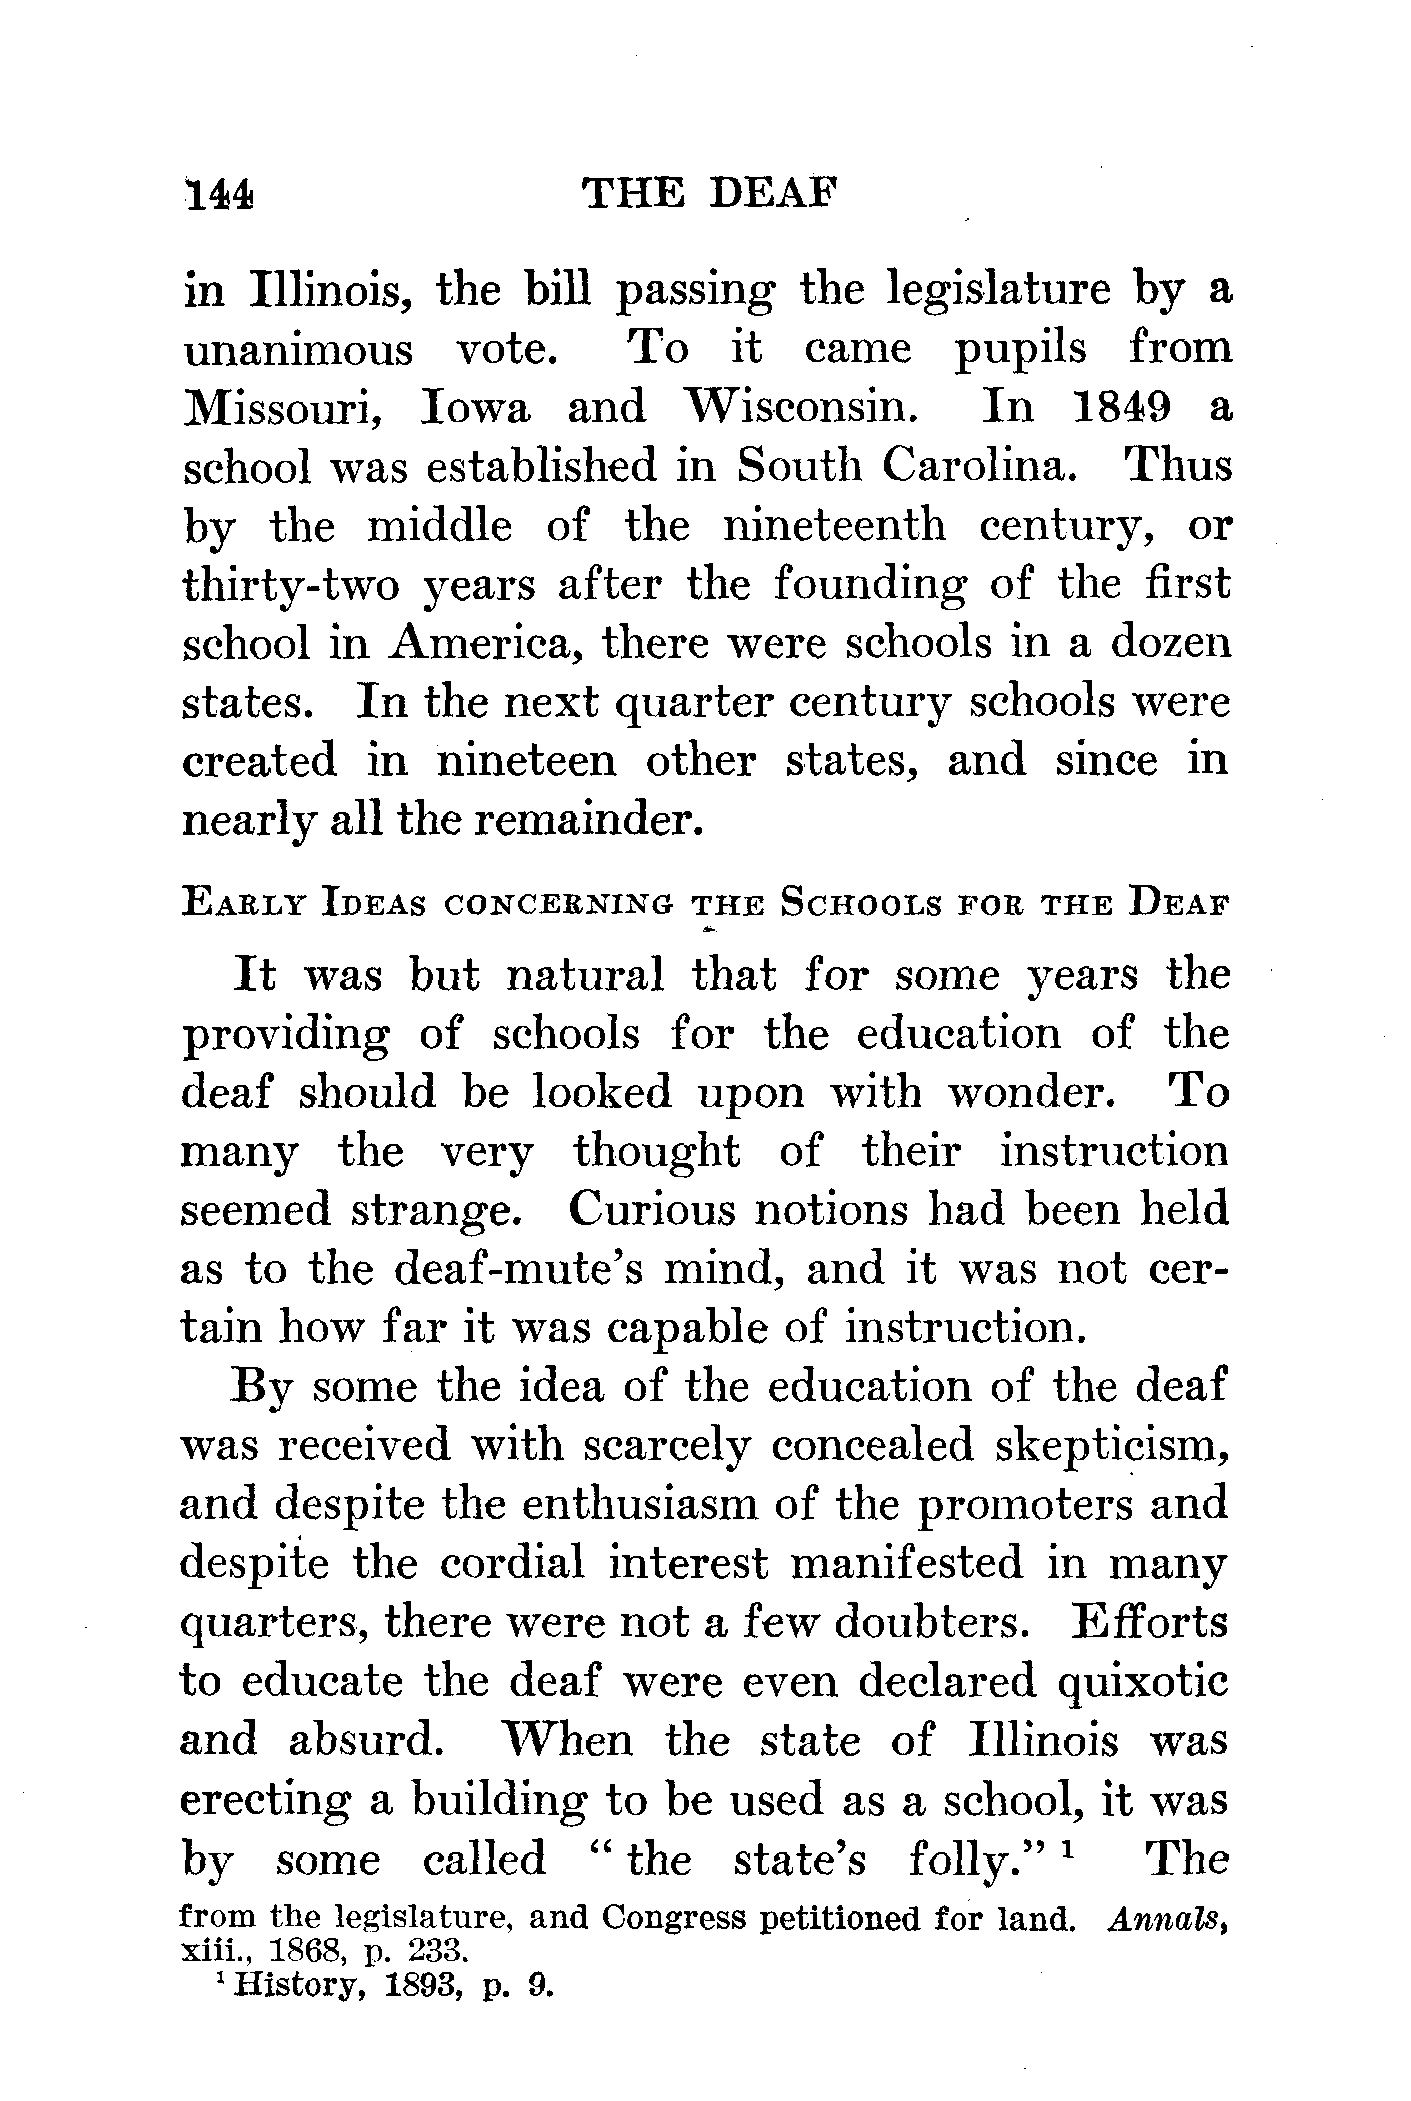 144 THE DEAF
in Illinois, the bill passing the legislature by a
unanimous vote. To it came pupils from
Missouri, Iowa and Wisconsin. In 1849 a
school was established in South Carolina. Thus
by the middle of the nineteenth century, or
thirty-two years after the founding of the first
school in America, there were schools in a dozen
states. In the next quarter century schools were
created in nineteen other states, and since in
nearly all the remainder.
Early Ideas concerning the Schools for the Deaf
It was but natural that for some years the
providing of schools for the education of the
deaf should be looked upon with wonder. To
many the very thought of their instruction
seemed strange. Curious notions had been held
as to the deaf-mute's mind, and it was not cer-
tain how far it was capable of instruction.
By some the idea of the education of the deaf
was received with scarcely concealed skepticism,
and despite the enthusiasm of the promoters and
despite the cordial interest manifested in many
quarters, there were not a few doubters. Efforts
to educate the deaf were even declared quixotic
and absurd. When the state of Illinois was
erecting a building to be used as a school, it was
by some called “ the state's folly.” ¹ The
from the legislature, and Congress petitioned for land. Annals,
xiii., 1868, p. 233.
¹ History, 1893, p. 9.